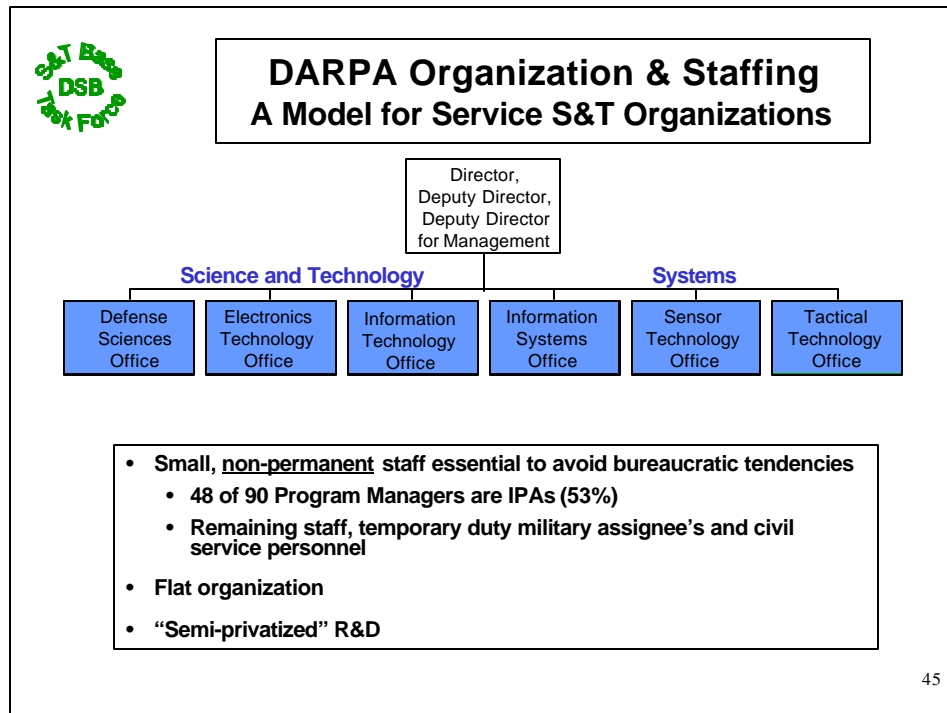 S&T Base
DSB
Task Force
DARPA Organization & Staffing
A Model for Service S&T Organizations
Director,
Deputy Director,
Deputy Director
for Management
Science and Technology
Systems
Defense
Sciences
Office
Electronics
Technology
Office
Information
Technology
Office
Information
Systems
Office
Sensor
Technology
Office
Tactical
Technology
Office
• Small, non-permanent staff essential to avoid bureaucratic tendencies
• 48 of 90 Program Managers are IPAs (53%)
• Remaining staff, temporary duty military assignee's and civil
service personnel
• Flat organization
• “Semi-privatized” R&D
45